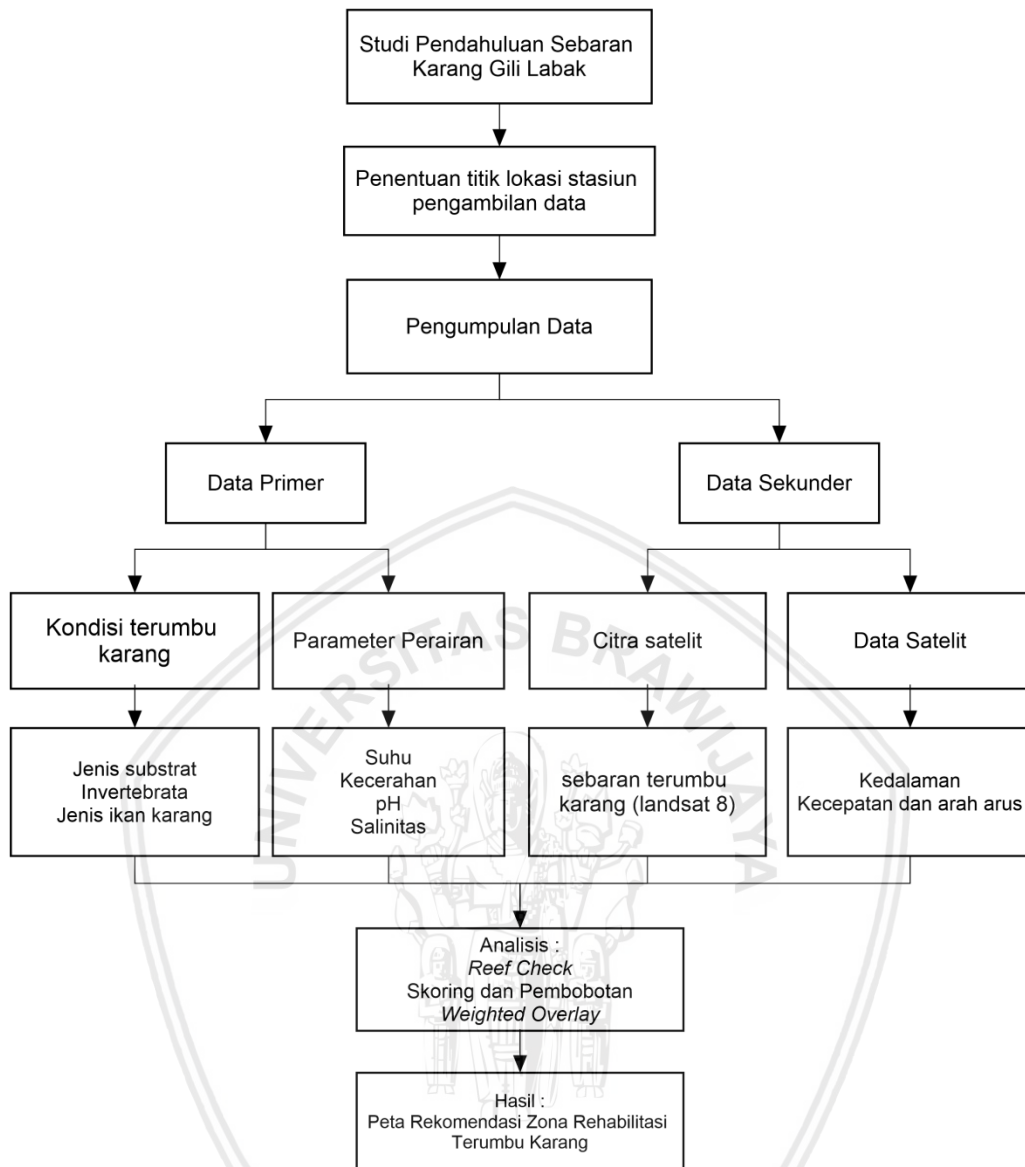 Studi Pendahuluan Sebaran
Karang Gili Labak
Penentuan titik lokasi stasiun
pengambilan data
Pengumpulan Data
Data Primer
Data Sekunder
Kondisi terumbu
karang
Parameter Perairan
Citra satelit
Data Satelit
Jenis substrat
Invertebrata
Jenis ikan karang
Suhu
Kecerahan
pH
Salinitas
sebaran terumbu
karang (landsat 8)
Kedalaman
Kecepatan dan arah arus
Analisis :
Reef Check
Skoring dan Pembobotan
Weighted Overlay
Hasil :
Peta Rekomendasi Zona Rehabilitasi
Terumbu Karang
UNIVERSITAS BRAWIJAYA